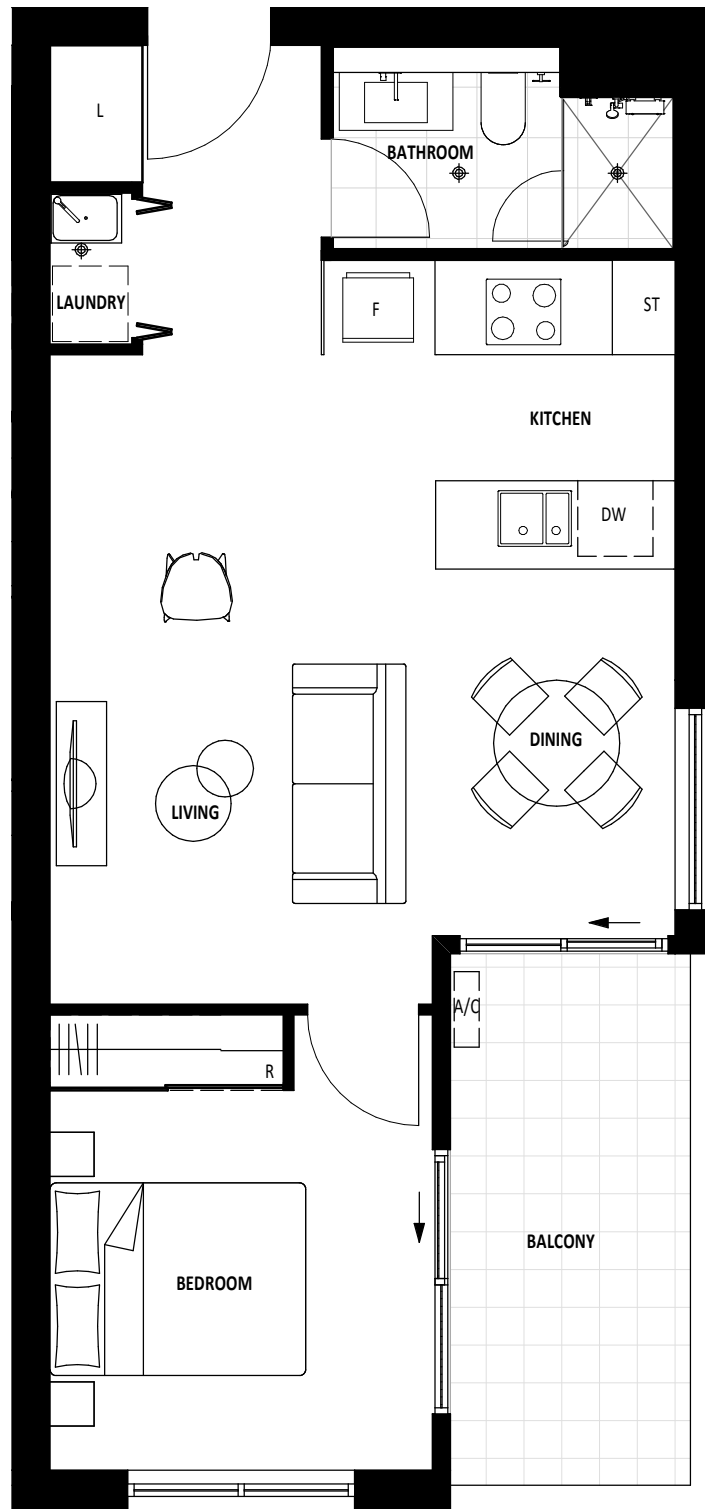 L
BATHROOM
LAUNDRY
F
ST
KITCHEN
DW
DINING
LIVING
A/C
R
BALCONY
BEDROOM